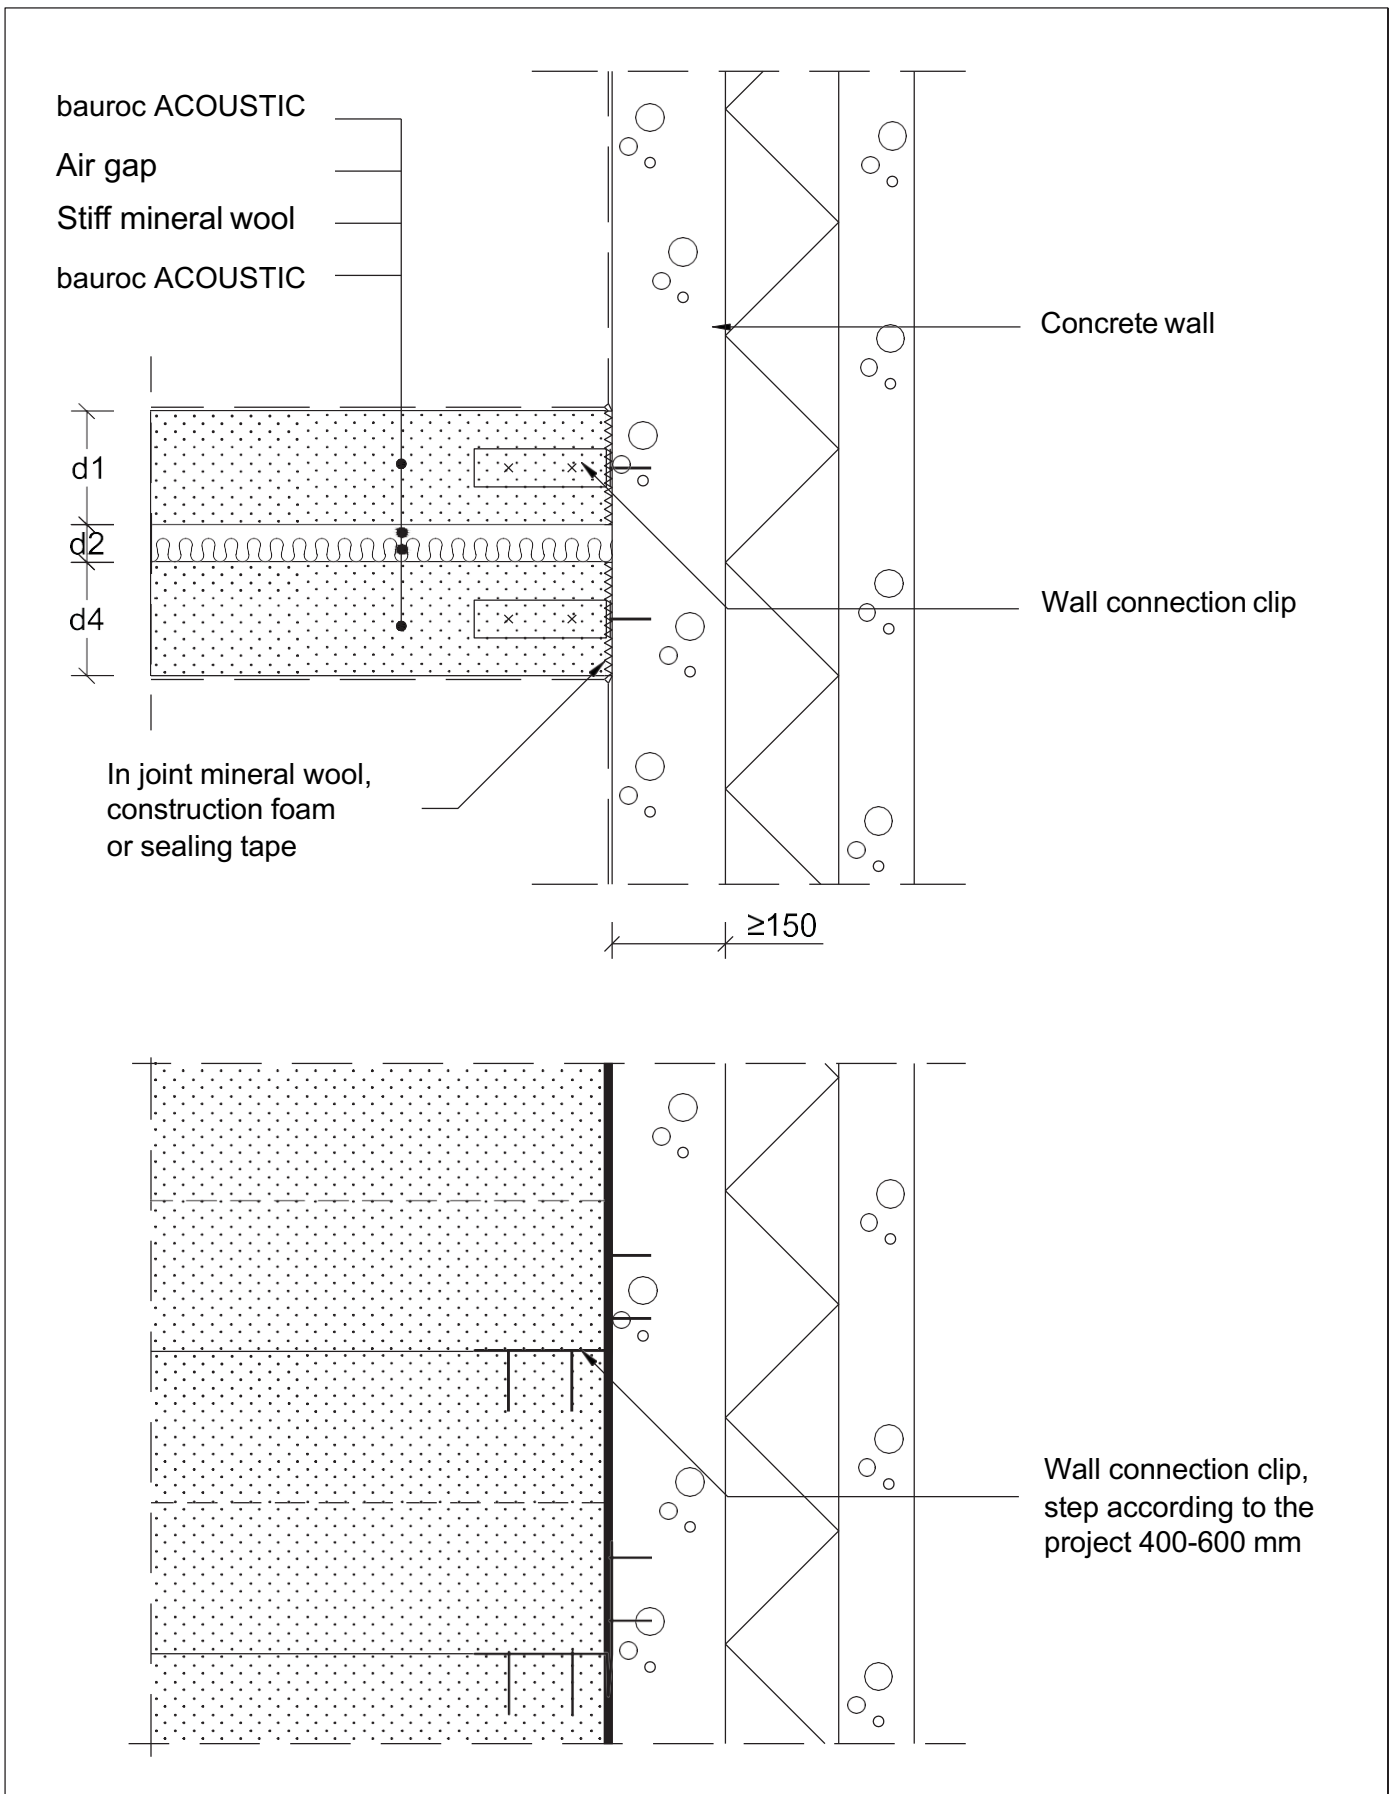 bauroc ACOUSTIC
Air gap
Stiff mineral wool
bauroc ACOUSTIC
Concrete wall
d1
d2
d4
Wall connection clip
In joint mineral wool,
construction foam
or sealing tape
≥150
Wall connection clip,
step according to the
project 400-600 mm